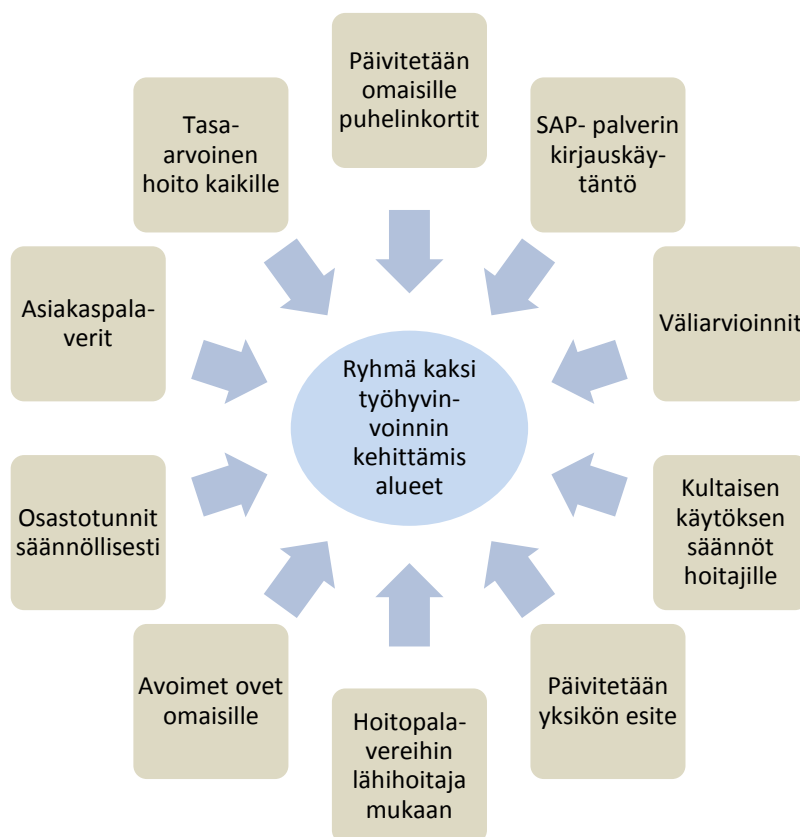 Päivitetään
omaisille
puhelinkortit
SAP- palverin
kirjauskäy-
täntö
Väliarvioinnit
Kultaisen
käytöksen
säännöt
hoitajille
Päivitetään
yksikön esite
Hoitopala-
vereihin
lähihoitaja
mukaan
Avoimet ovet
omaisille
Osastotunnit
säännöllisesti
Asiakaspala-
verit
Tasa-
arvoinen
hoito kaikille
Ryhmä kaksi
työhyvin-
voinnin
kehittämis
alueet